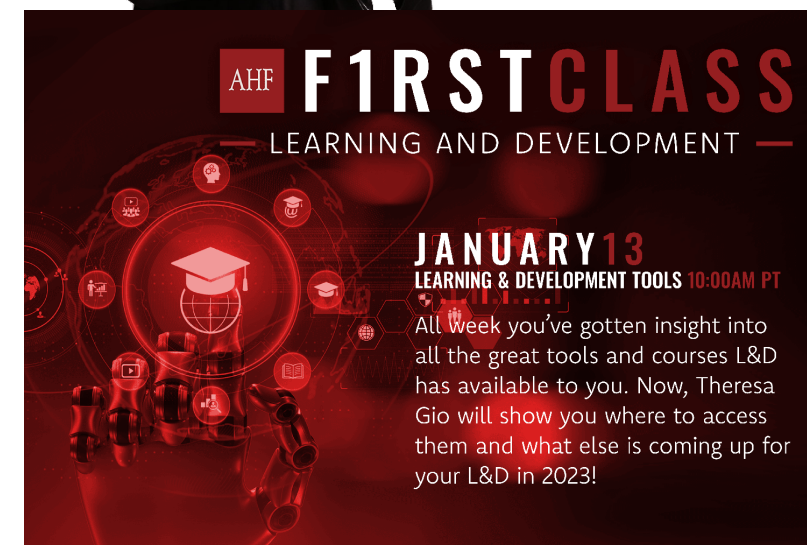 AHF F1RSTCLASS
LEARNING AND DEVELOPMENT
JANUARY 13
LEARNING & DEVELOPMENT TOOLS 10:00AM PT
All week you've gotten insight into
all the great tools and courses L&D
has available to you. Now, Theresa
Gio will show you where to access
them and what else is coming up for
your L&D in 2023!